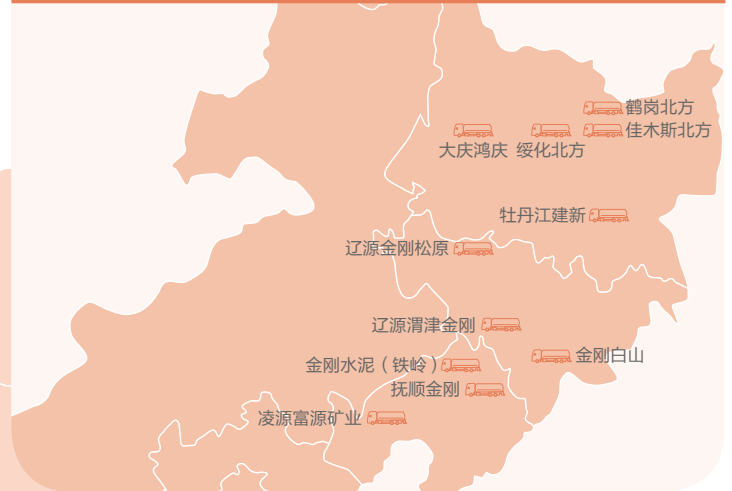 鹤岗北方
佳木斯北方
大庆鸿庆 绥化北方
牡丹江建新
辽源金刚松原
辽源渭津金刚
金刚白山
金刚水泥（铁岭）
抚顺金刚
凌源富源矿业